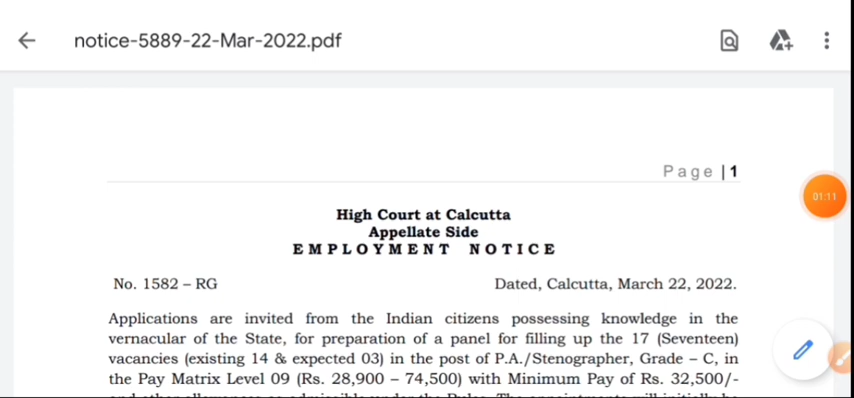 notice-5889-22-Mar-2022.pdf
Page |1
01:11
High Court at Calcutta
Appellate Side
EMPLOYMENT NOTICE
No. 1582 – RG
Dated, Calcutta, March 22, 2022.
Applications are invited from the Indian citizens possessing knowledge in the
vernacular of the State, for preparation of a panel for filling up the 17 (Seventeen)
vacancies (existing 14 & expected 03) in the post of P.A./Stenographer, Grade – C, in
the Pay Matrix Level 09 (Rs. 28,900 – 74,500) with Minimum Pay of Rs. 32,500/-